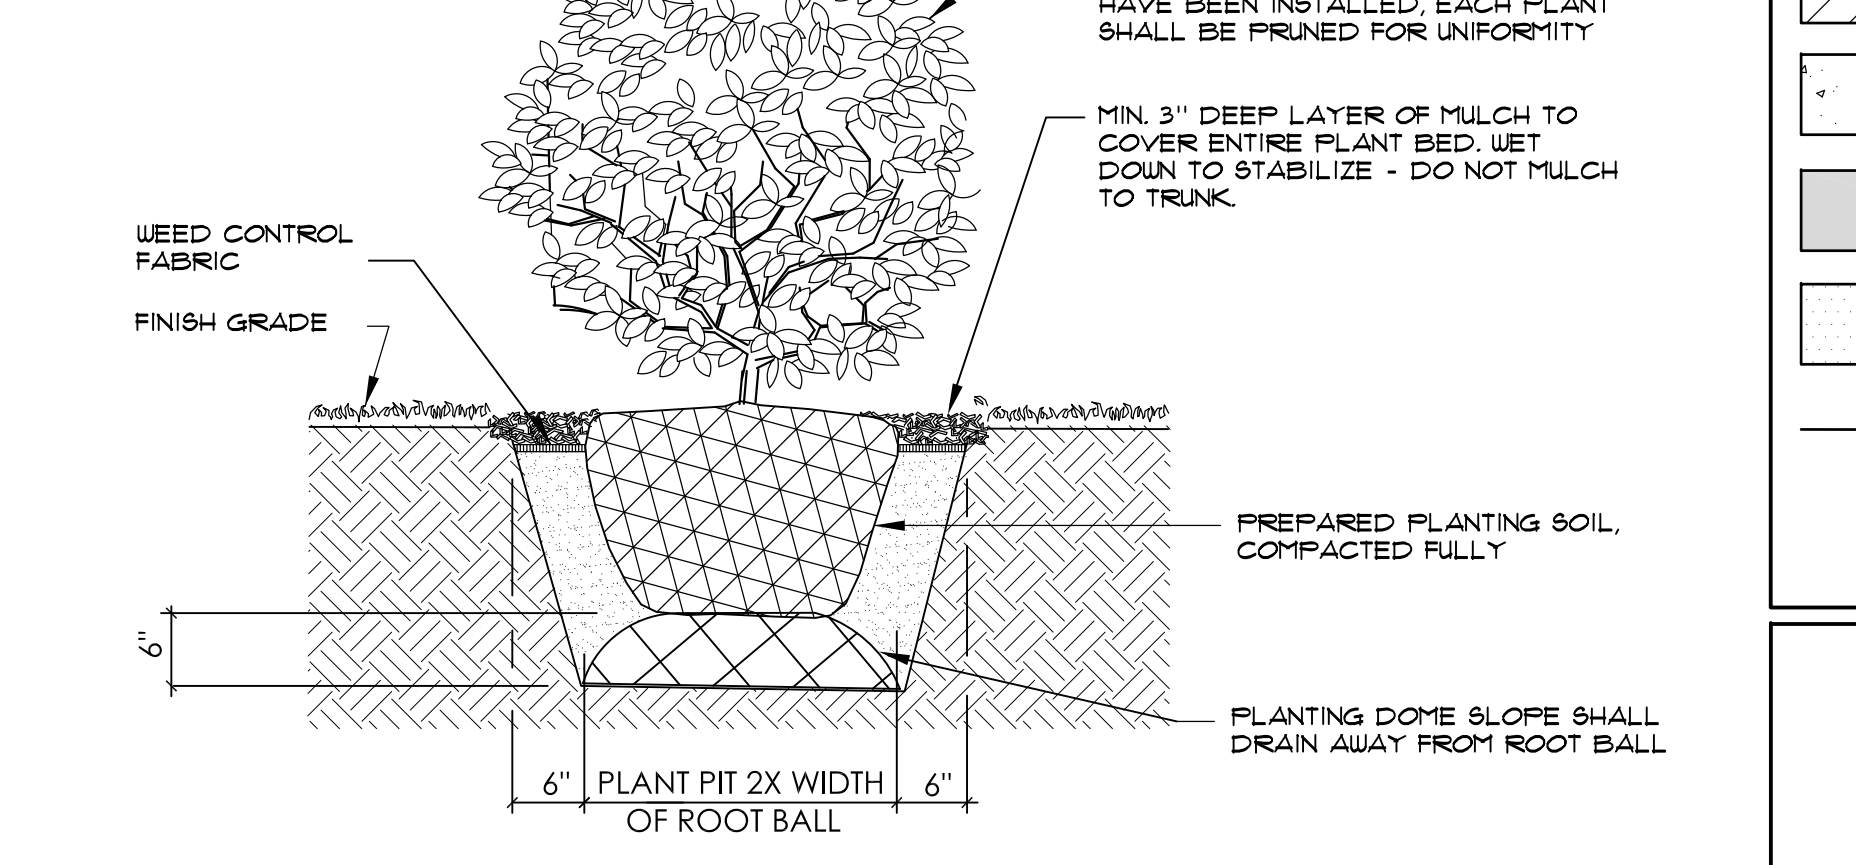 HAVE BEEN INSTALLED, EACH PLANT
SHALL BE PRUNED FOR UNIFORMITY
MIN. 3" DEEP LAYER OF MULCH TO
COVER ENTIRE PLANT BED. WET
DOWN TO STABILIZE - DO NOT MULCH
TO TRUNK.
WEED CONTROL
FABRIC
FINISH GRADE
PREPARED PLANTING SOIL,
COMPACTED FULLY
6"
PLANTING DOME SLOPE SHALL
DRAIN AWAY FROM ROOT BALL
6" PLANT PIT 2X WIDTH 6"
OF ROOT BALL